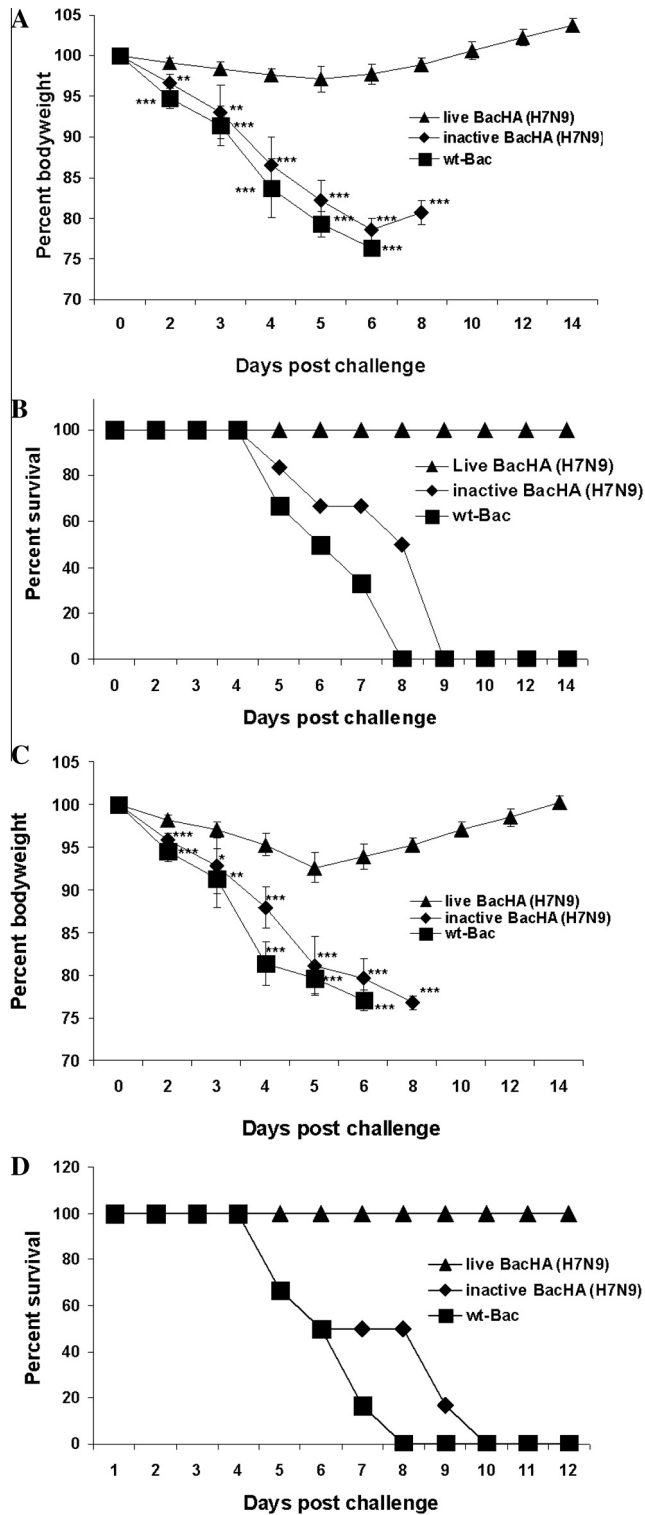 A
105
100
95
90
85
80
75
70
Percent bodyweight
**
***
**
***
***
***
***
***
***
***
***
live BacHA (H7N9)
inactive BacHA (H7N9)
wt-Bac
0 2 3 4 5 6 8 10 12 14
Days post challenge
B
100
80
60
40
20
0
Percent survival
Live BacHA (H7N9)
inactive BacHA (H7N9)
wt-Bac
0 2 3 4 5 6 7 8 9 10 12 14
Days post challenge
C
105
100
95
90
85
80
75
70
Percent bodyweight
***
***
*
**
***
***
***
***
***
***
***
live BacHA (H7N9)
inactive BacHA (H7N9)
wt-Bac
0 2 3 4 5 6 8 10 12 14
Days post challenge
D
120
100
80
60
40
20
0
Percent survival
live BacHA (H7N9)
inactive BacHA (H7N9)
wt-Bac
1 2 3 4 5 6 7 8 9 10 11 12
Days post challenge